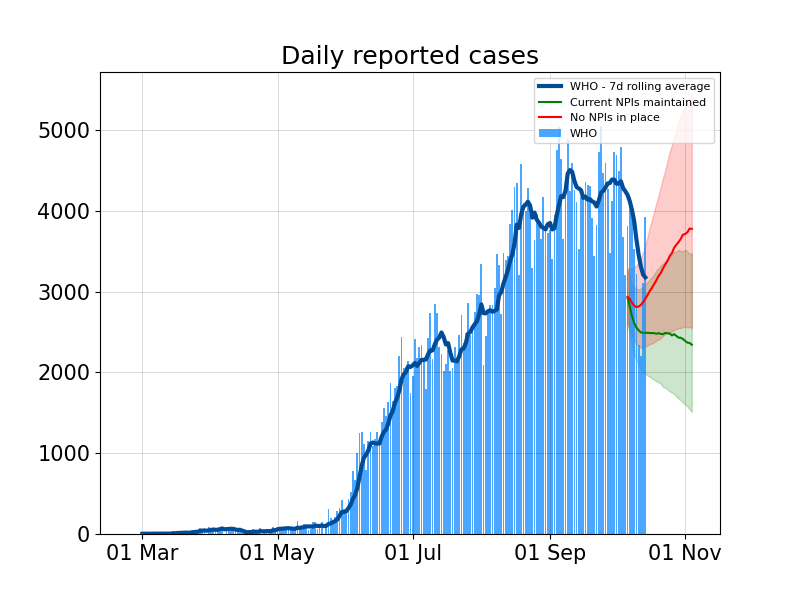 Daily reported cases
WHO - 7d rolling average
Current NPIs maintained
No NPIs in place
WHO
5000
4000
3000
2000
1000
0
01 Mar
01 May
01 Jul
01 Sep
01 Nov